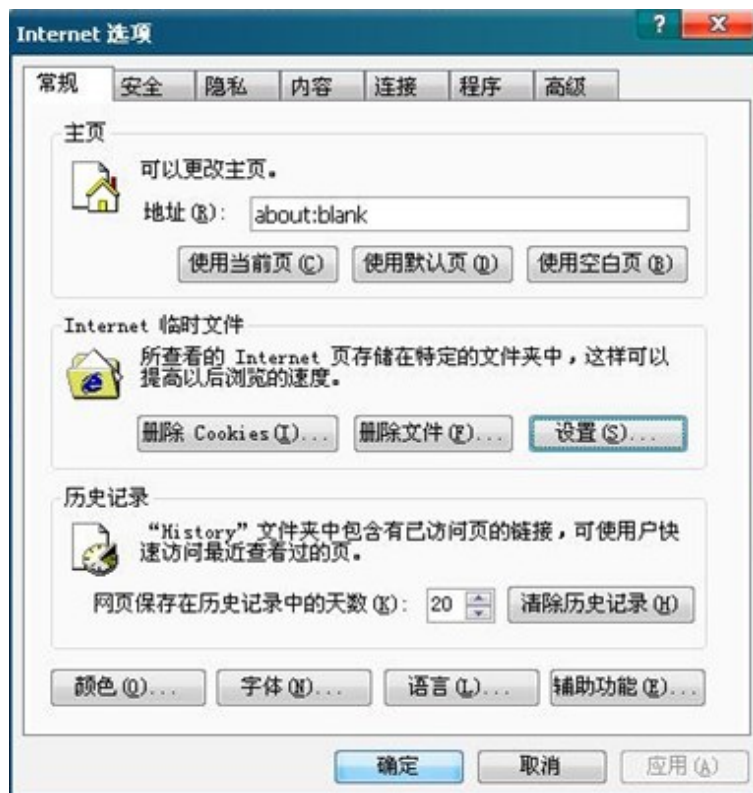 Internet 选项
常规 安全 隐私 内容 连接 程序 高级
主页
可以更改主页。
地址(R): about:blank
使用当前页(C) 使用默认页(D) 使用空白页(B)
Internet 临时文件
所查看的 Internet 页存储在特定的文件夹中，这样可以
提高以后浏览的速度。
删除 Cookies(I)... 删除文件(F)... 设置(S)...
历史记录
“History”文件夹中包含有已访问页的链接，可使用户快
速访问最近查看过的页。
网页保存在历史记录中的天数(K): 20 清除历史记录(H)
颜色(O)... 字体(N)... 语言(L)... 辅助功能(E)...
确定 取消 应用(A)